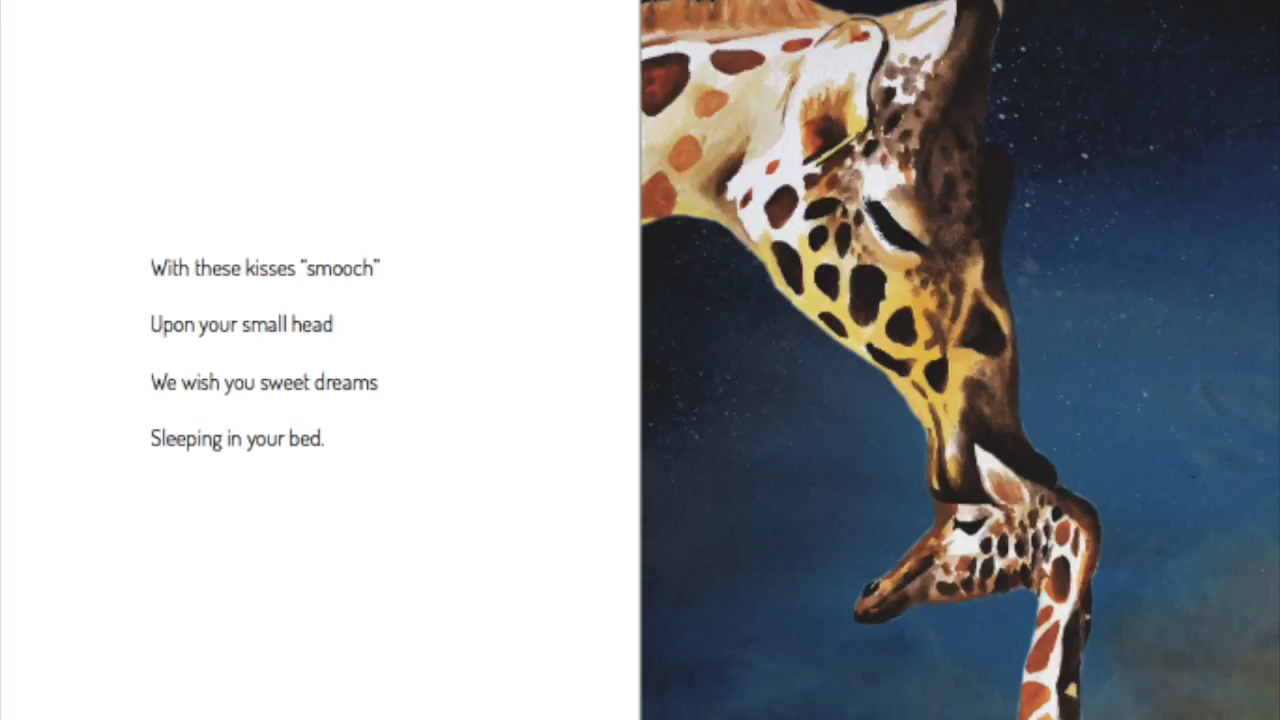 With these kisses “smooch”
Upon your small head
We wish you sweet dreams
Sleeping in your bed.